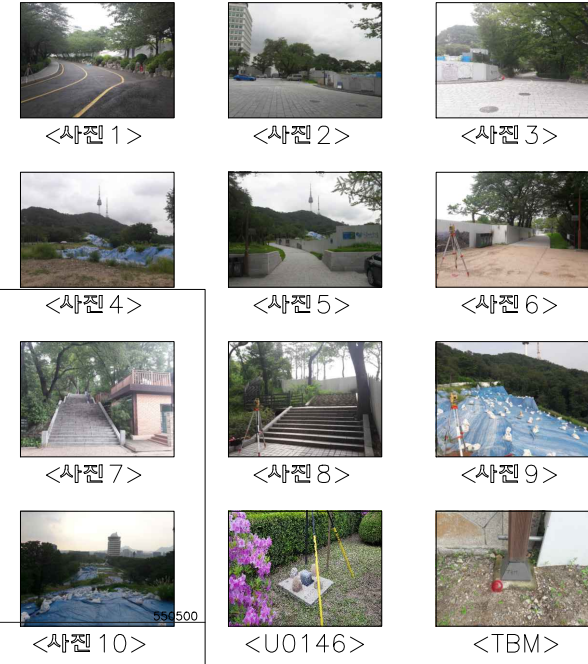 <사진 1>
<사진 2>
<사진 3>
<사진 4>
<사진 5>
<사진 6>
<사진 7>
<사진 8>
<사진 9>
550500
<사진 10>
<U0146>
<TBM>